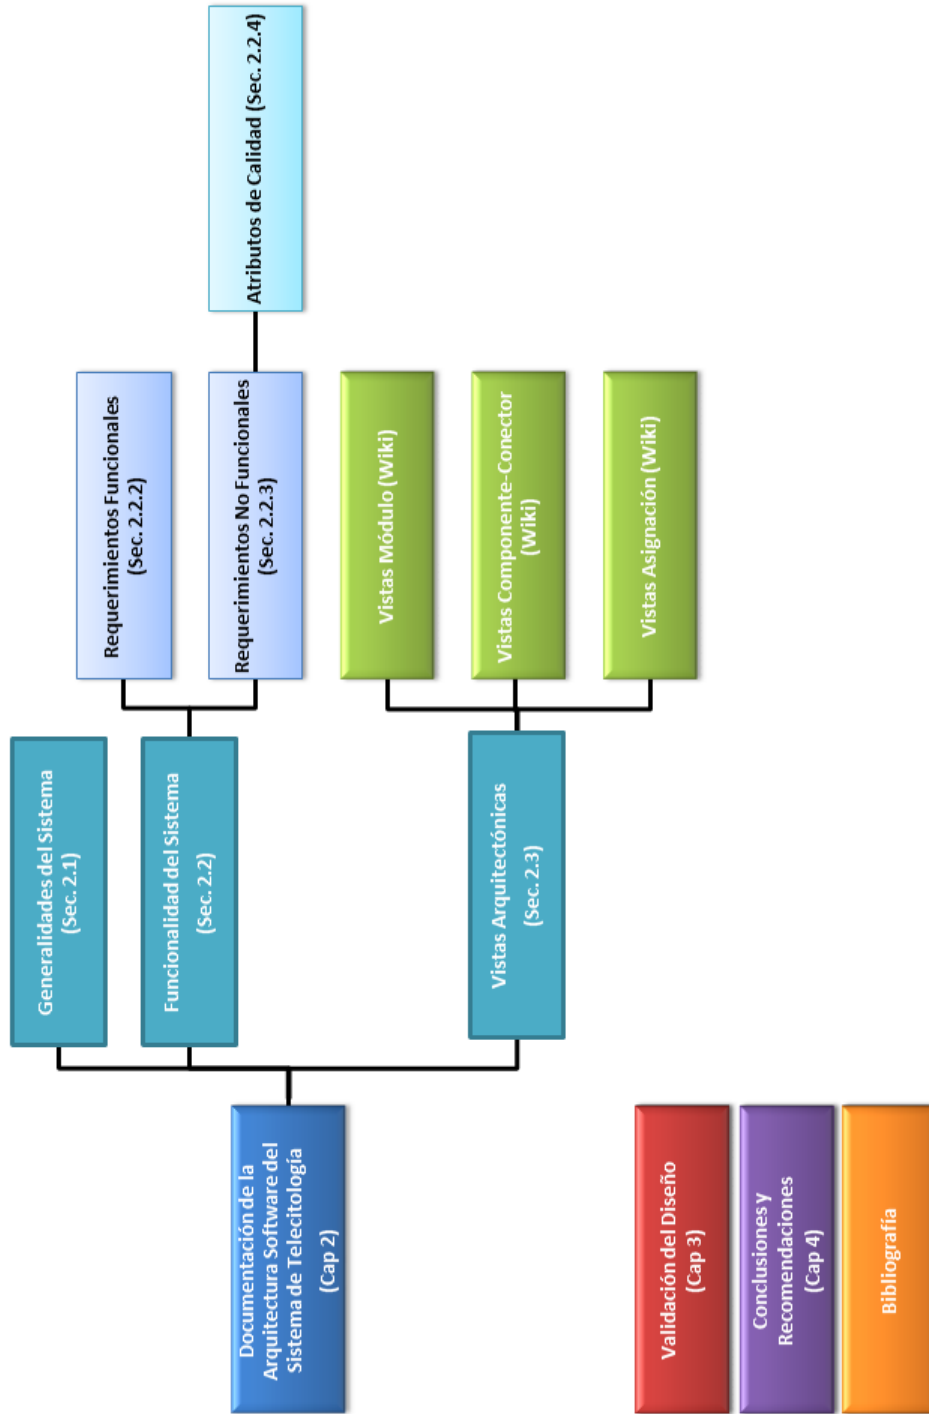 Documentación de la
Arquitectura Software del
Sistema de Telecitología
(Cap 2)
Generalidades del Sistema
(Sec. 2.1)
Funcionalidad del Sistema
(Sec. 2.2)
Requerimientos Funcionales
(Sec. 2.2.2)
Requerimientos No Funcionales
(Sec. 2.2.3)
Atributos de Calidad (Sec. 2.2.4)
Vistas Arquitectónicas
(Sec. 2.3)
Vistas Módulo (Wiki)
Vistas Componente-Conector
(Wiki)
Vistas Asignación (Wiki)
Validación del Diseño
(Cap 3)
Conclusiones y
Recomendaciones
(Cap 4)
Bibliografía